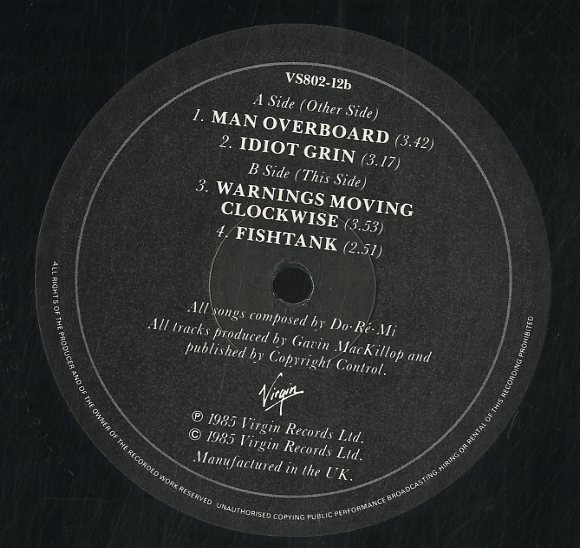 VS802-12b
A Side (Other Side)
1. MAN OVERBOARD (3.42)
2. IDIOT GRIN (3.17)
B Side (This Side)
3. WARNINGS MOVING
CLOCKWISE (3.53)
4. FISHTANK (2.51)
All songs composed by Do·Ré·Mi
All tracks produced by Gavin MacKillop and
published by Copyright Control.
Virgin
℗ 1985 Virgin Records Ltd.
© 1985 Virgin Records Ltd.
Manufactured in the UK.
ALL RIGHTS OF THE PRODUCER AND OF THE OWNER OF THE RECORDED WORK RESERVED UNAUTHORISED COPYING PUBLIC PERFORMANCE BROADCASTING HIRING OR RENTAL OF THIS RECORDING PROHIBITED